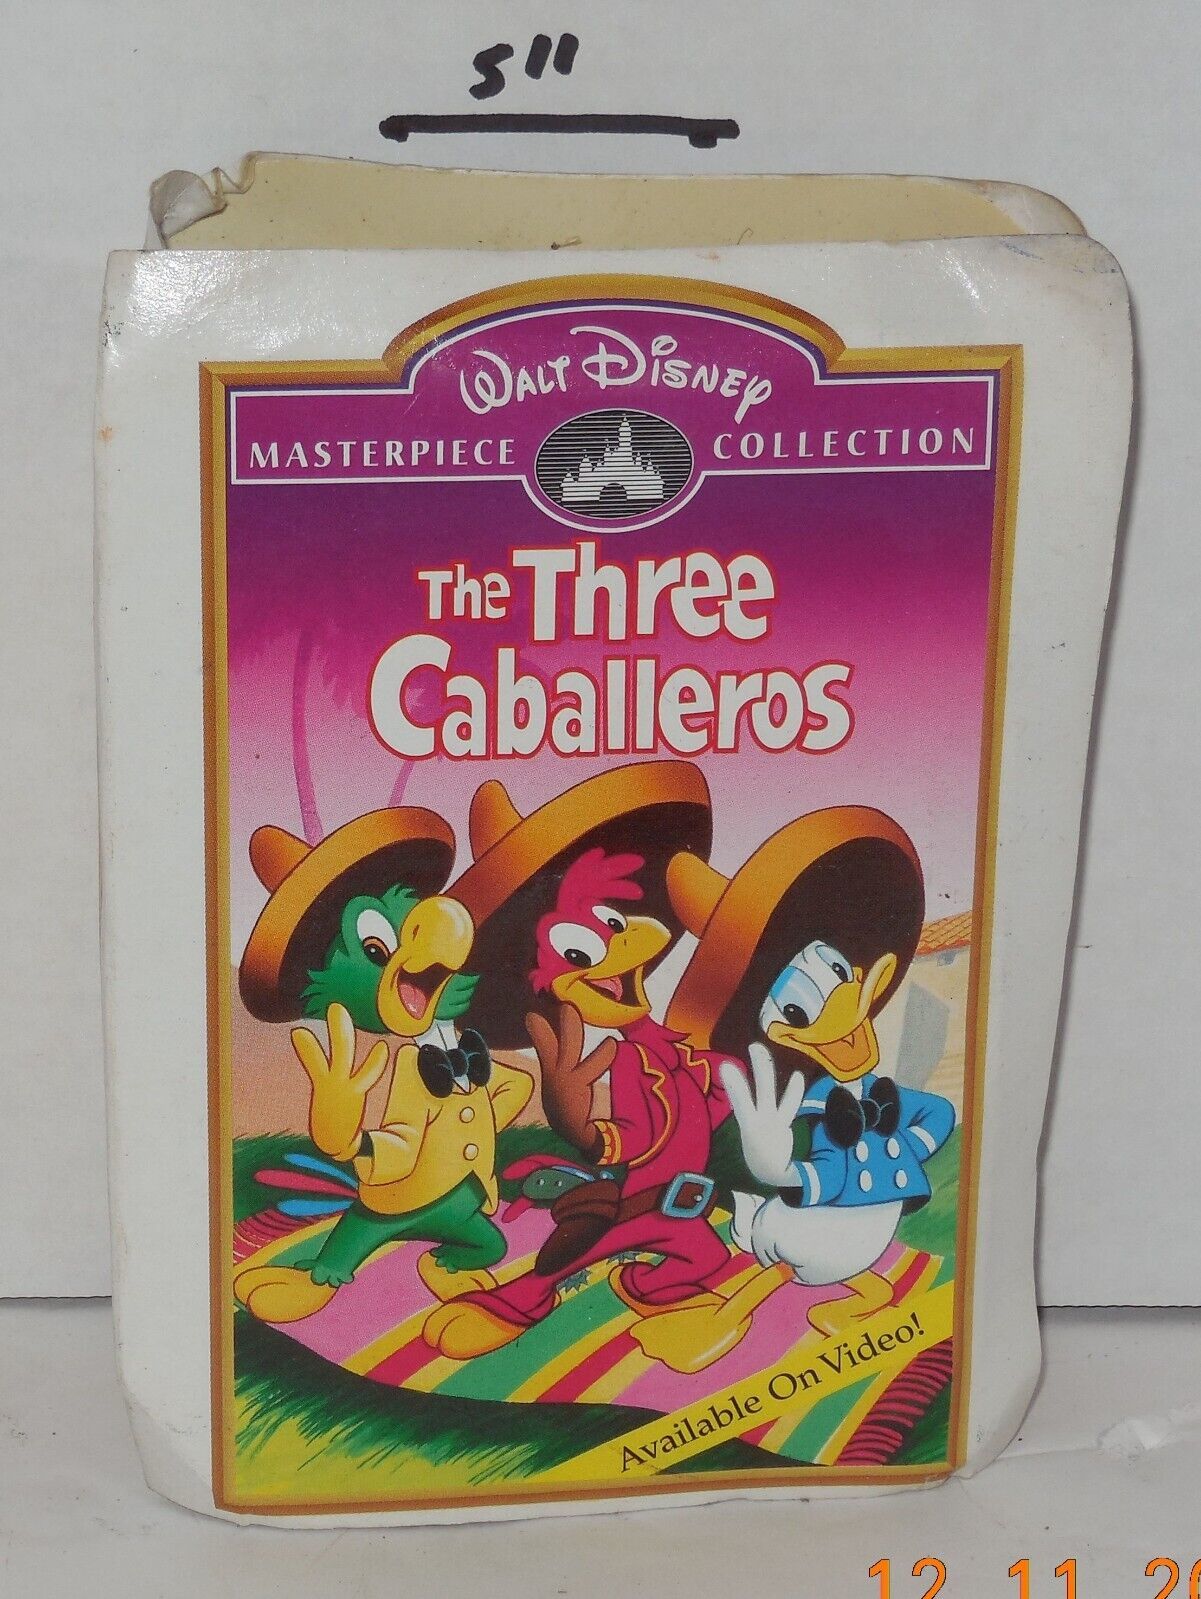 5"
WALT DISNEY
MASTERPIECE COLLECTION
The Three
Caballeros
Available On Video!
12 11 20